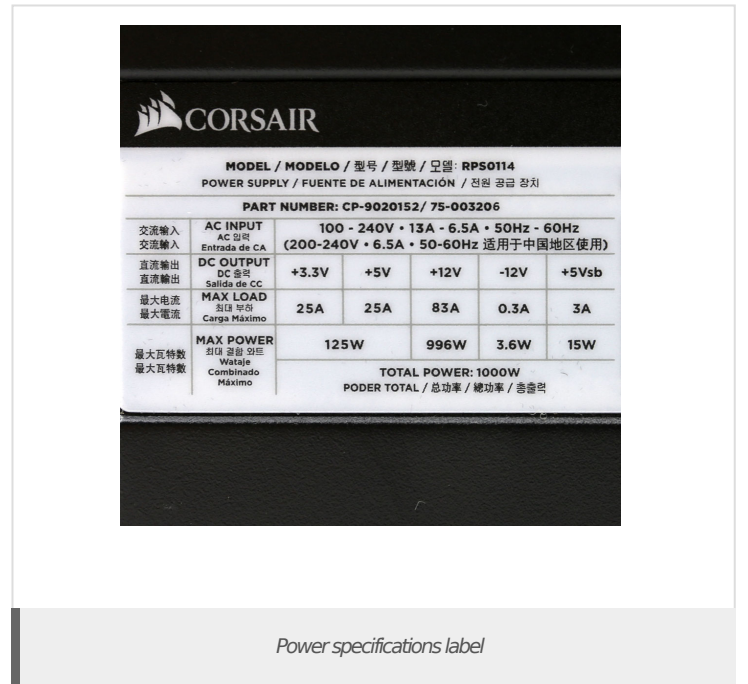 CORSAIR
MODEL / MODELO / 型号 / 型號 / 모델: RPS0114
POWER SUPPLY / FUENTE DE ALIMENTACIÓN / 전원 공급 장치
PART NUMBER: CP-9020152/ 75-003206
交流输入
交流輸入
AC INPUT
AC 입력
Entrada de CA
100 - 240V • 13A - 6.5A • 50Hz - 60Hz
(200-240V • 6.5A • 50-60Hz 适用于中国地区使用)
直流输出
直流輸出
DC OUTPUT
DC 출력
Salida de CC
+3.3V
+5V
+12V
-12V
+5Vsb
最大电流
最大電流
MAX LOAD
최대 부하
Carga Máximo
25A
25A
83A
0.3A
3A
最大瓦特数
最大瓦特數
MAX POWER
최대 결합 와트
Wataje
Combinado
Máximo
125W
996W
3.6W
15W
TOTAL POWER: 1000W
PODER TOTAL / 总功率 / 總功率 / 총출력
Power specifications label